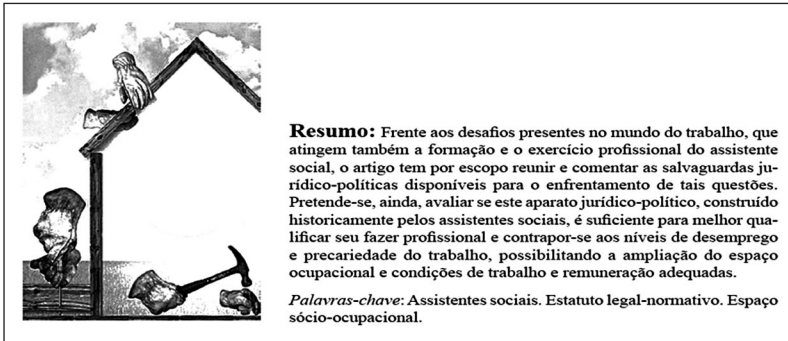 Resumo: Frente aos desafios presentes no mundo do trabalho, que
atingem também a formação e o exercício profissional do assistente
social, o artigo tem por escopo reunir e comentar as salvaguardas ju-
rídico-políticas disponíveis para o enfrentamento de tais questões.
Pretende-se, ainda, avaliar se este aparato jurídico-político, construído
historicamente pelos assistentes sociais, é suficiente para melhor qua-
lificar seu fazer profissional e contrapor-se aos níveis de desemprego
e precariedade do trabalho, possibilitando a ampliação do espaço
ocupacional e condições de trabalho e remuneração adequadas.
Palavras-chave: Assistentes sociais. Estatuto legal-normativo. Espaço
sócio-ocupacional.